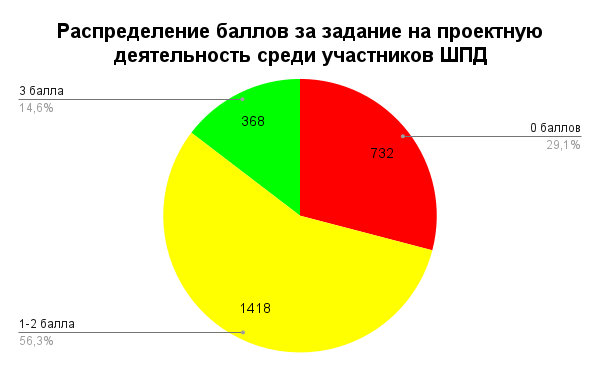 Распределение баллов за задание на проектную
деятельность среди участников ШПД
3 балла
14,6%
368
0 баллов
29,1%
732
1418
1-2 балла
56,3%